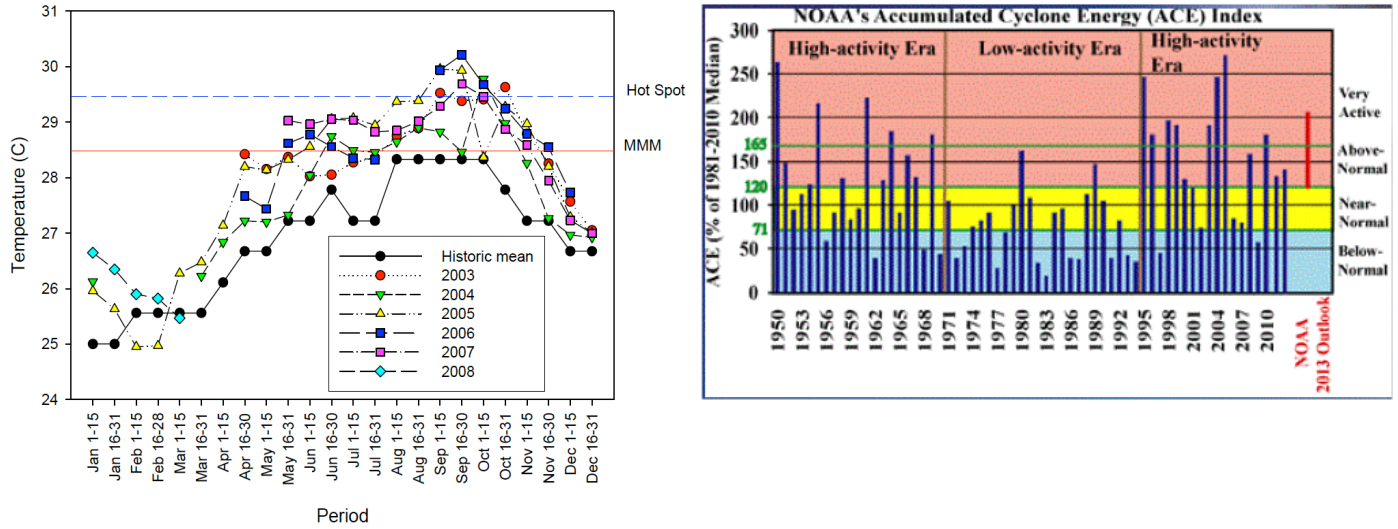 Temperature (C)
31
30
29
28
27
26
25
24
Hot Spot
MMM
Historic mean
2003
2004
2005
2006
2007
2008
Jan 1-15
Jan 16-31
Feb 1-15
Feb 16-28
Mar 1-15
Mar 16-31
Apr 1-15
Apr 16-30
May 1-15
May 16-31
Jun 1-15
Jun 16-30
Jul 1-15
Jul 16-31
Aug 1-15
Aug 16-31
Sep 1-15
Sep 16-30
Oct 1-15
Oct 16-31
Nov 1-15
Nov 16-30
Dec 1-15
Dec 16-31
Period
NOAA's Accumulated Cyclone Energy (ACE) Index
ACE (% of 1981-2010 Median)
300
250
200
165
150
120
100
71
50
0
High-activity Era
Low-activity Era
High-activity
Era
Very
Active
Above-
Normal
Near-
Normal
Below-
Normal
1950
1953
1956
1959
1962
1965
1968
1971
1974
1977
1980
1983
1986
1989
1992
1995
1998
2001
2004
2007
2010
NOAA
2013 Outlook